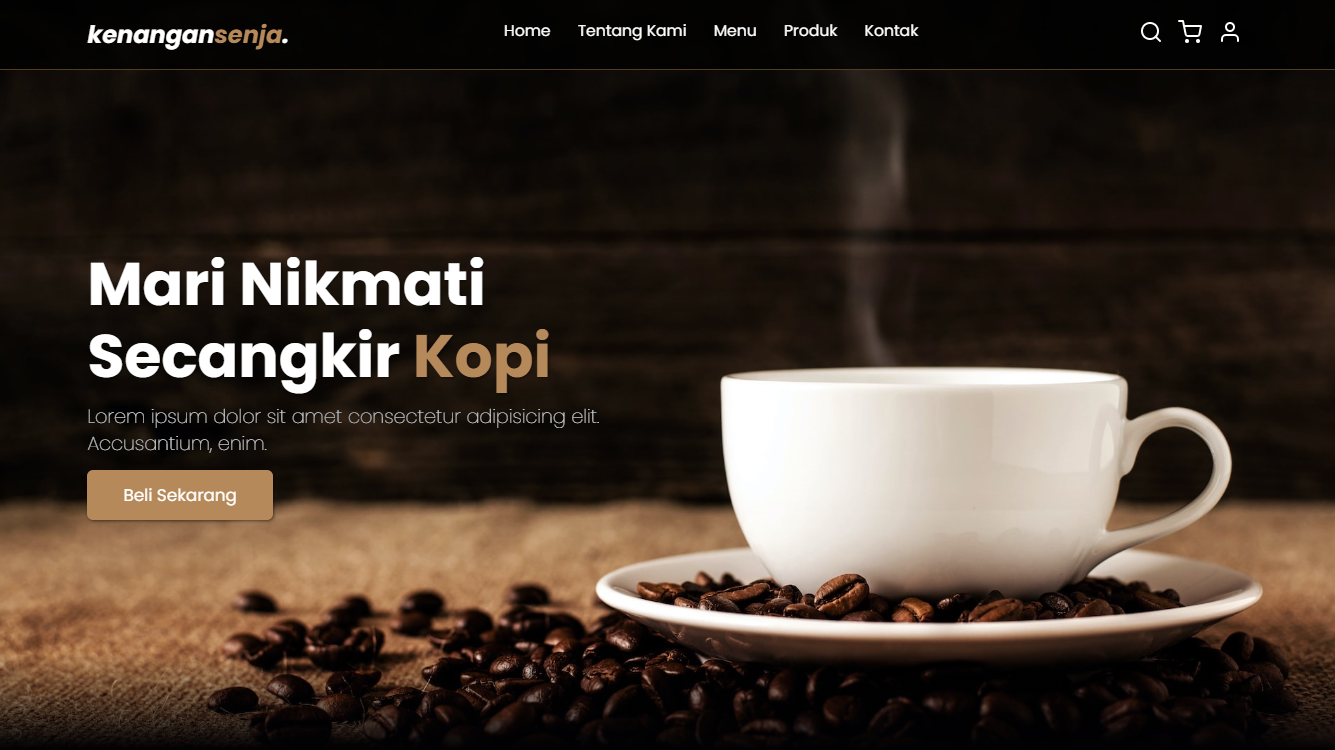 kenangansenja.
Home Tentang Kami Menu Produk Kontak
Mari Nikmati
Secangkir Kopi
Lorem ipsum dolor sit amet consectetur adipisicing elit.
Accusantium, enim.
Beli Sekarang